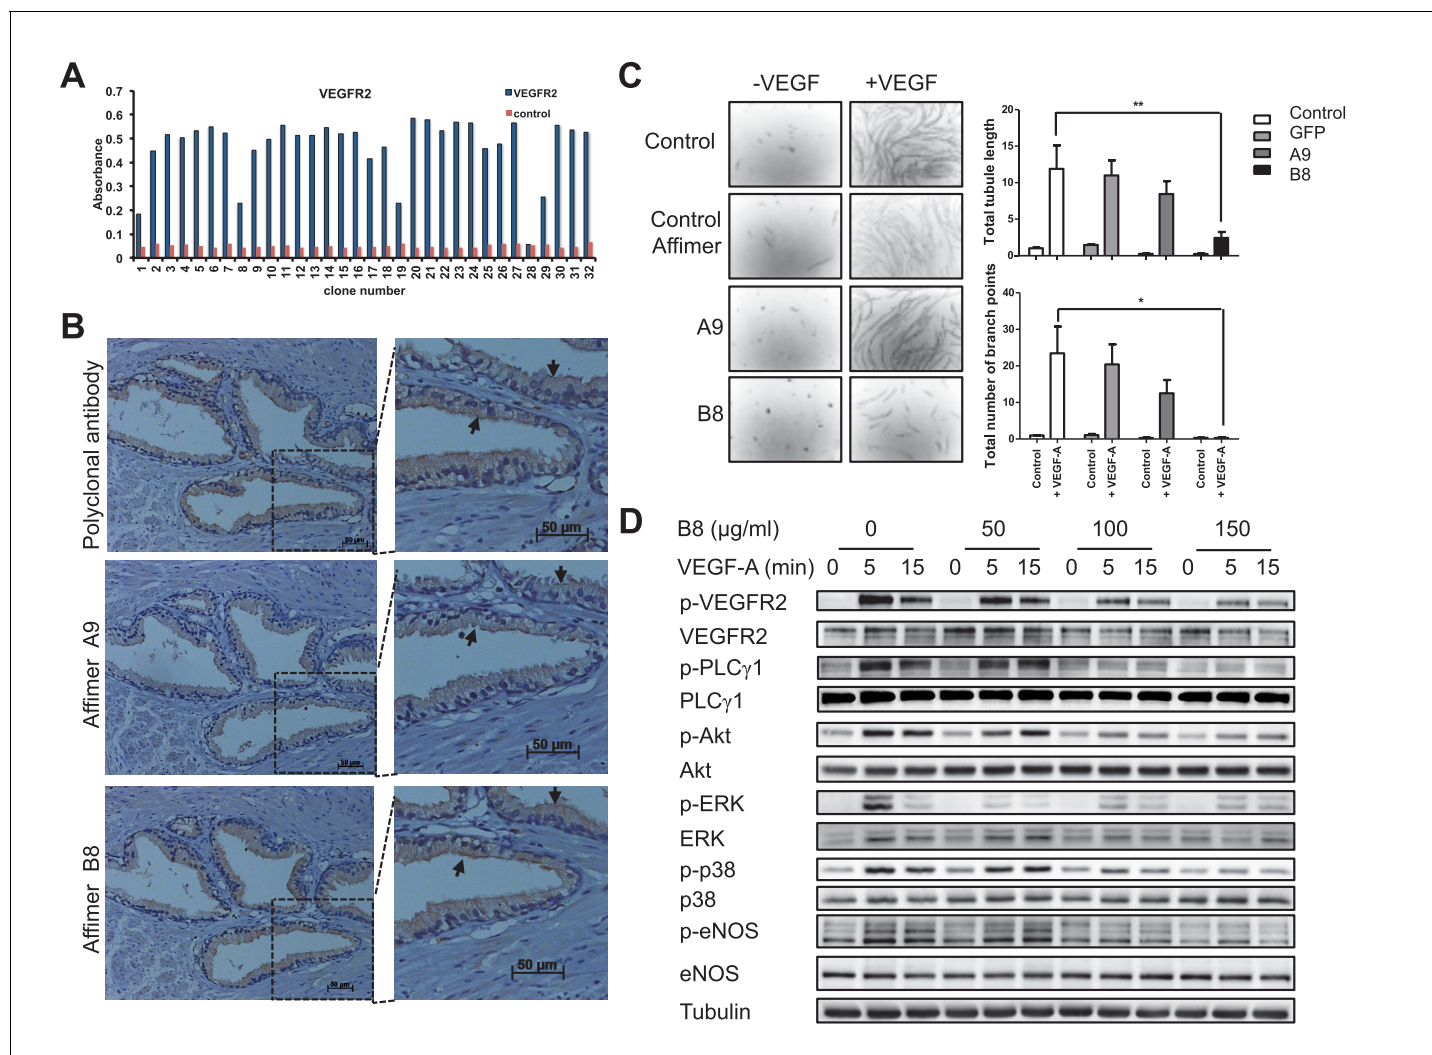 A
VEGFR2
VEGFR2
control
Absorbance
0.7
0.6
0.5
0.4
0.3
0.2
0.1
0
1 2 3 4 5 6 7 8 9 10 11 12 13 14 15 16 17 18 19 20 21 22 23 24 25 26 27 28 29 30 31 32
clone number
B
Polyclonal antibody
50 µm
50 µm
Affimer A9
50 µm
50 µm
Affimer B8
50 µm
50 µm
C
-VEGF +VEGF
Control
Control
Affimer
A9
B8
Total tubule length
20
15
10
5
0
**
Control
GFP
A9
B8
Total number of branch points
40
30
20
10
0
*
Control + VEGF-A Control + VEGF-A Control + VEGF-A Control + VEGF-A
D
B8 (µg/ml) 0 50 100 150
VEGF-A (min) 0 5 15 0 5 15 0 5 15 0 5 15
p-VEGFR2
VEGFR2
p-PLCγ1
PLCγ1
p-Akt
Akt
p-ERK
ERK
p-p38
p38
p-eNOS
eNOS
Tubulin